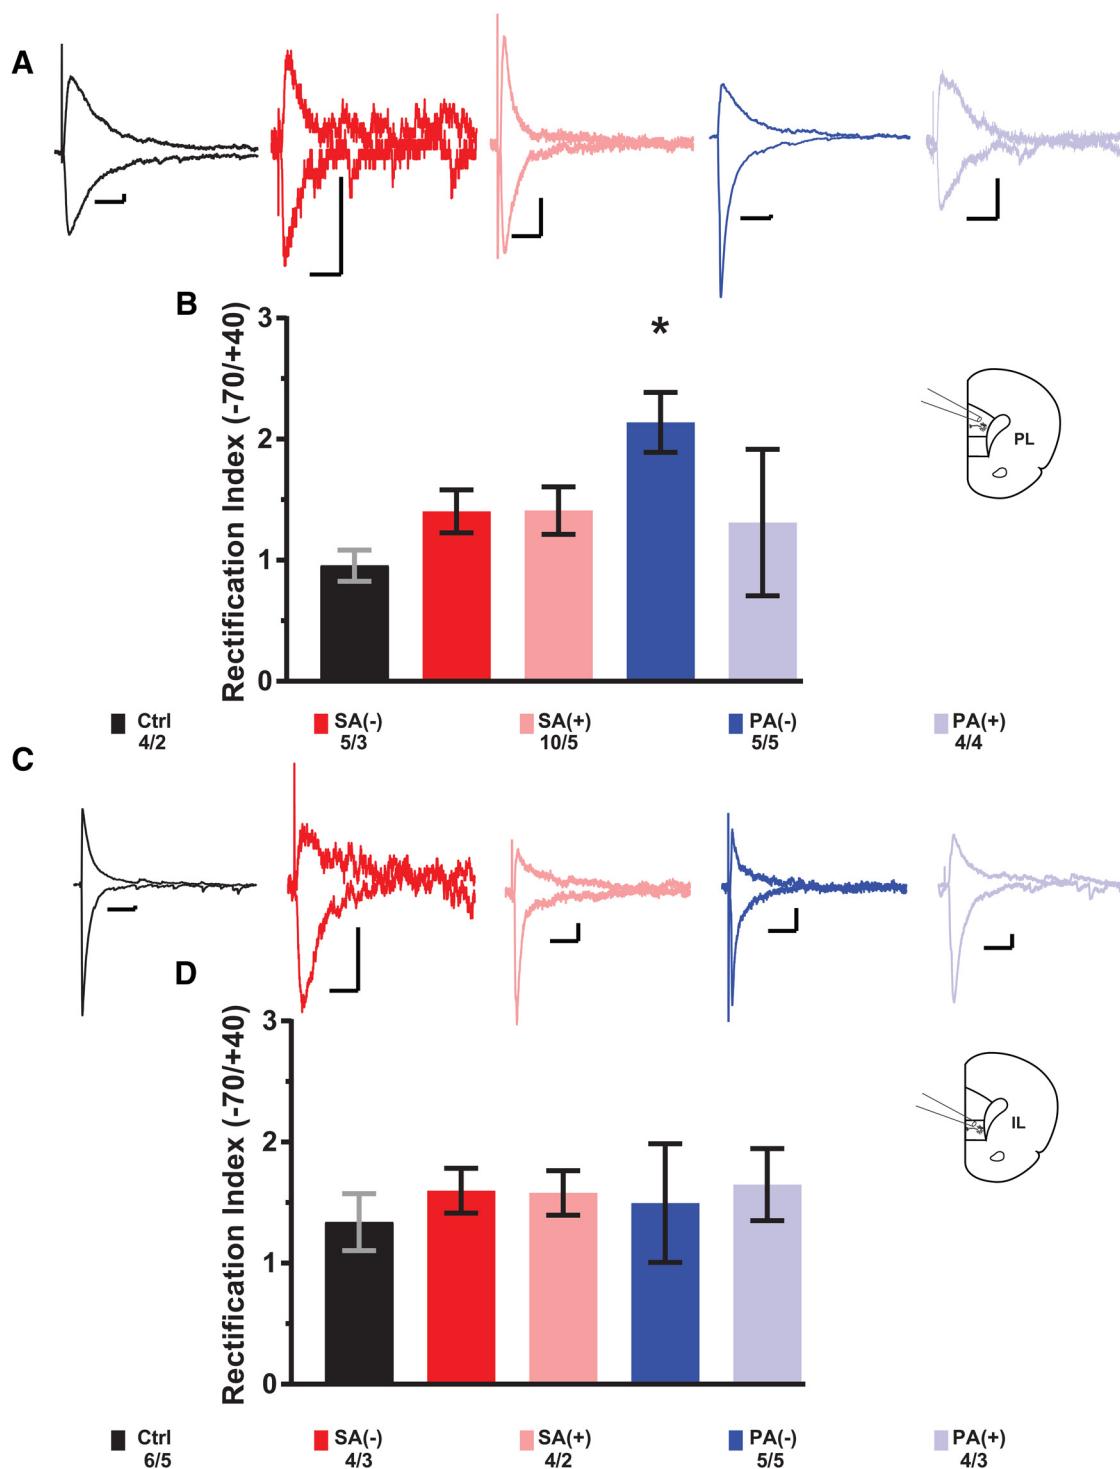 A
B
Rectification Index (-70/+40)
3
2
1
0
*
PL
Ctrl
4/2
SA(-)
5/3
SA(+)
10/5
PA(-)
5/5
PA(+)
4/4
C
D
Rectification Index (-70/+40)
3
2
1
0
IL
Ctrl
6/5
SA(-)
4/3
SA(+)
4/2
PA(-)
5/5
PA(+)
4/3